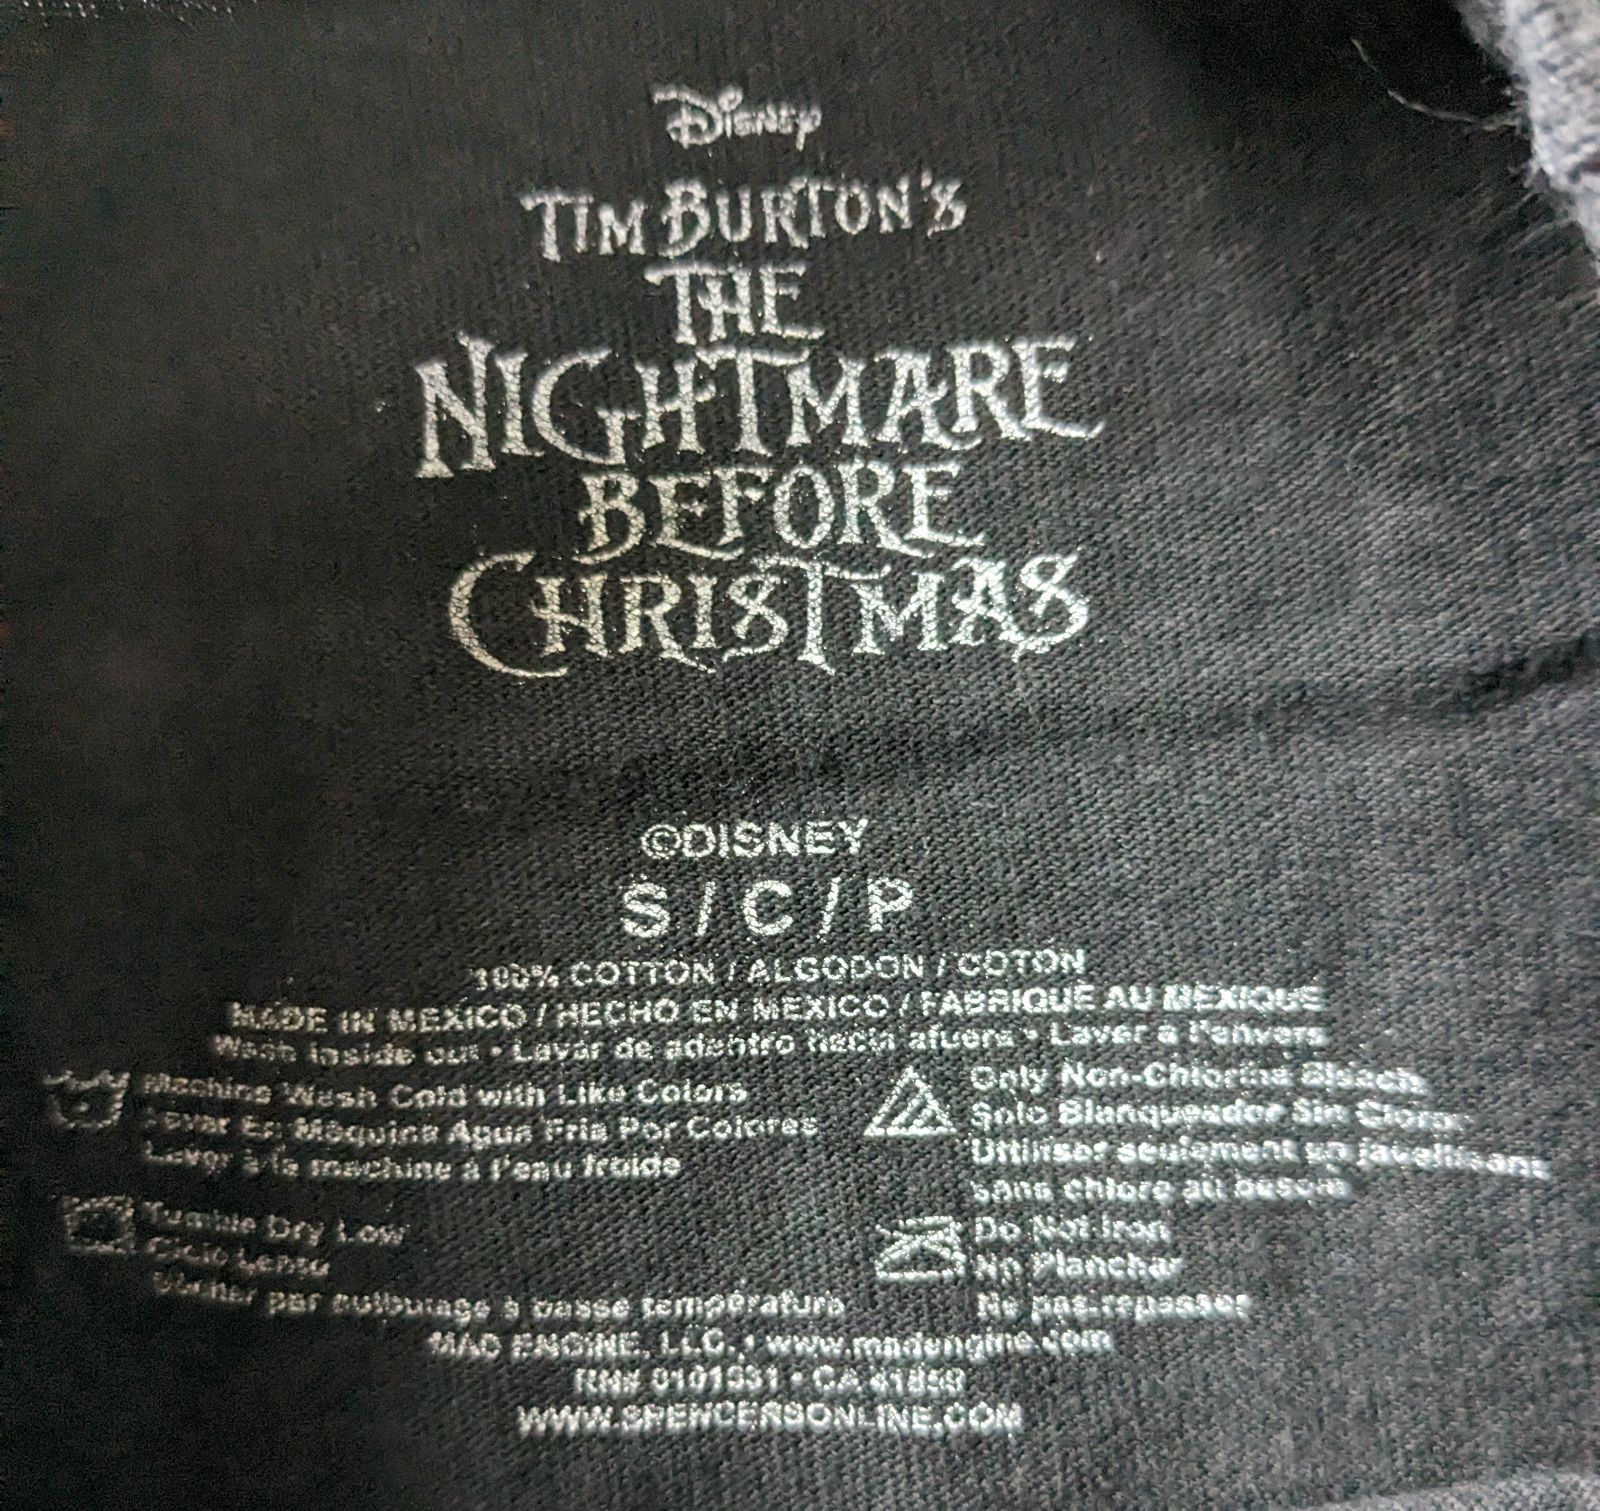 Disney
TIM BURTON'S
THE
NIGHTMARE
BEFORE
CHRISTMAS
©DISNEY
S / C / P
100% COTTON / ALGODON / COTON
MADE IN MEXICO / HECHO EN MEXICO / FABRIQUÉ AU MEXIQUE
Wash inside out • Lavar de adentro hacia afuera • Laver à l'envers
Machine Wash Cold with Like Colors
Lavar En Máquina Agua Fria Por Colores
Laver à la machine à l'eau froide
Only Non-Chlorine Bleach
Solo Blanqueador Sin Cloro
Utiliser seulement un javellisant
sans chlore au besoin
Tumble Dry Low
Ciclo Lento
Sécher par culbutage à basse température
Do Not Iron
No Planchar
Ne pas repasser
MAD ENGINE, LLC. • www.madengine.com
RN# 0101331 • CA
WWW.SPENCERSONLINE.COM